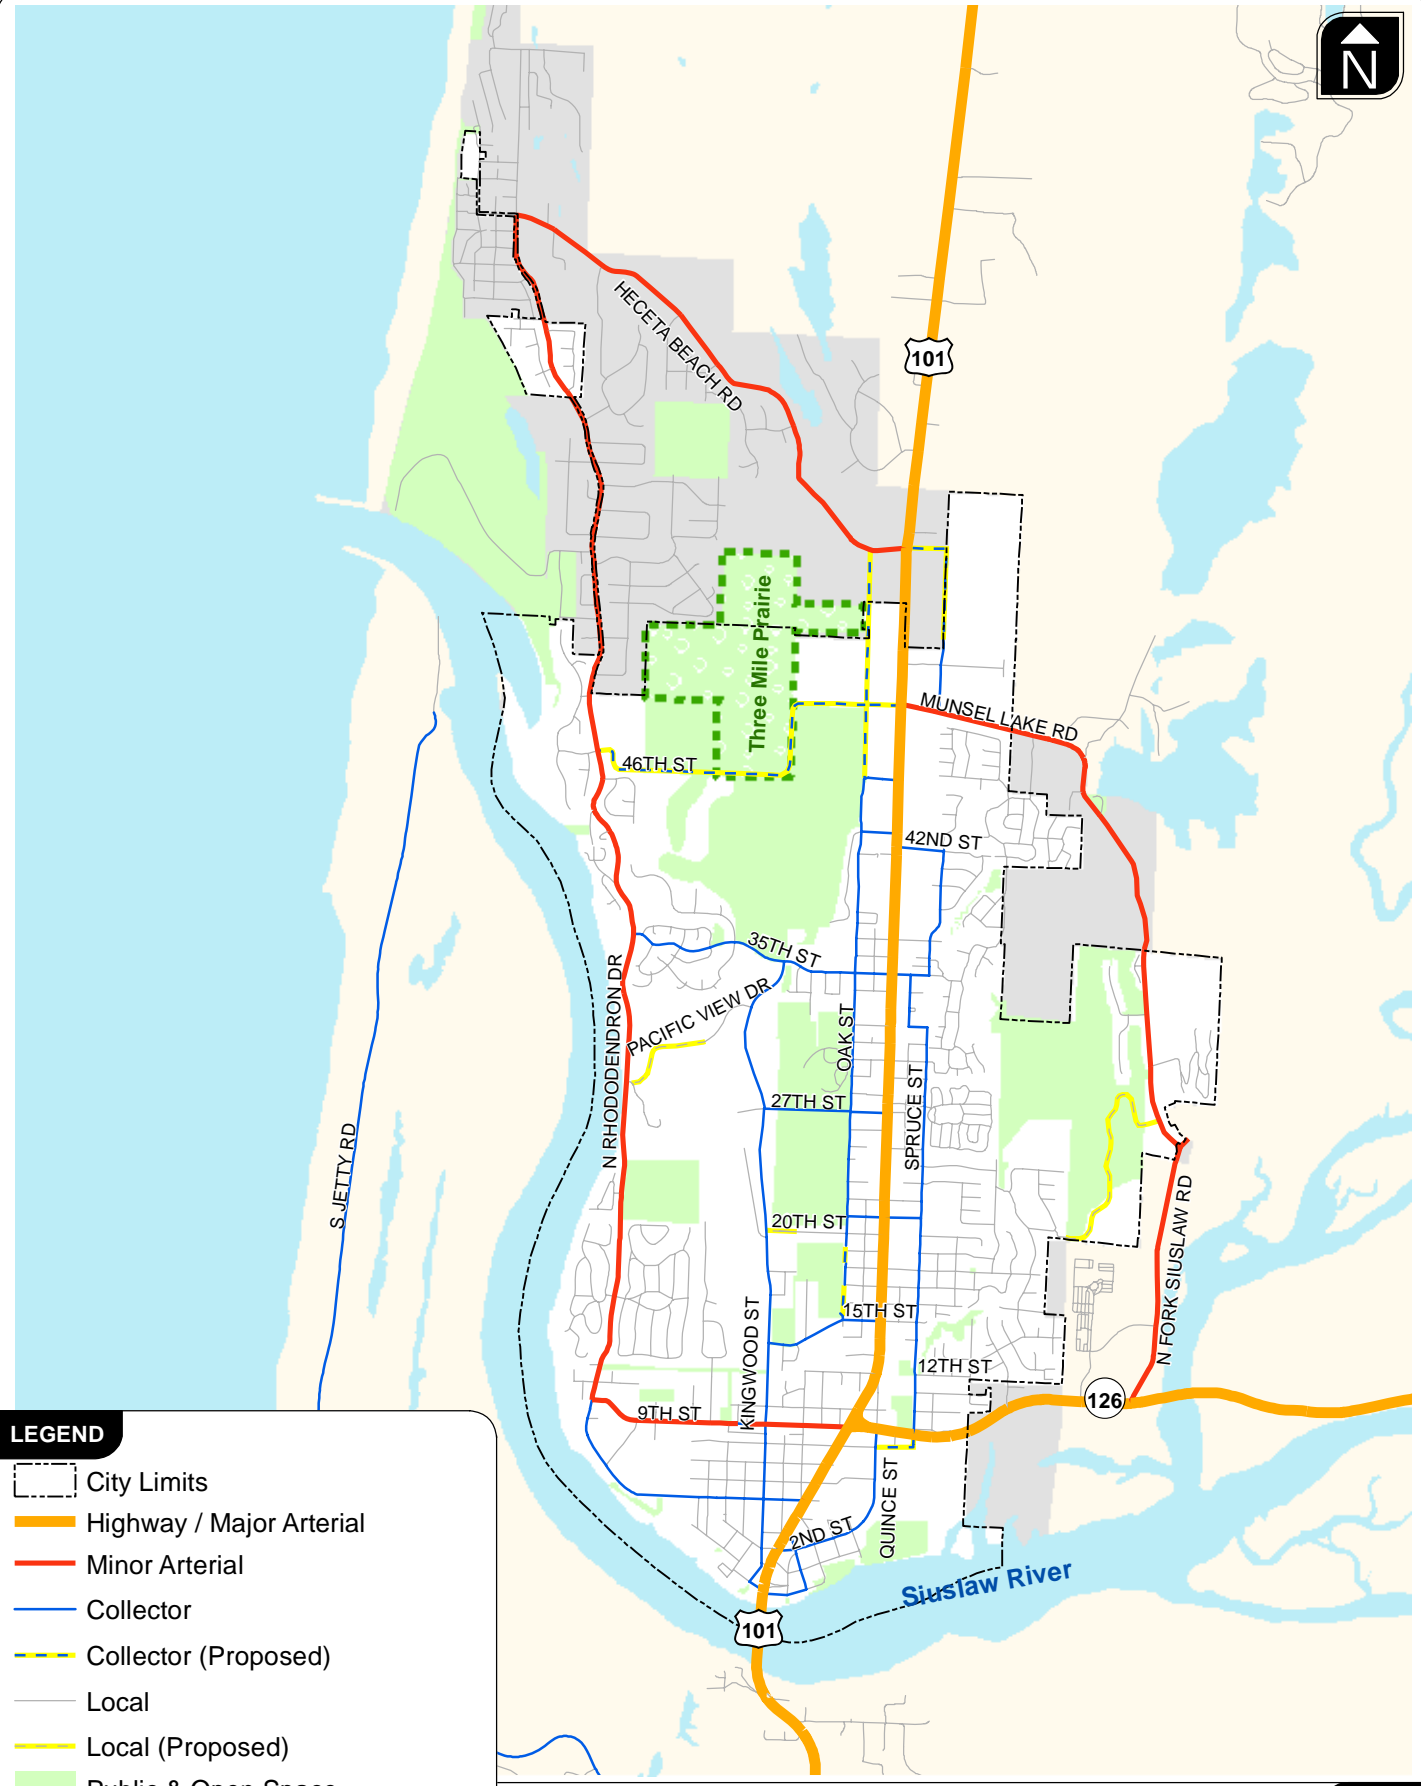 N
HECETA BEACH RD
101
Three Mile Prairie
MUNSEL LAKE RD
46TH ST
42ND ST
35TH ST
N RHODODENDRON DR
PACIFIC VIEW DR
OAK ST
27TH ST
SPRUCE ST
S JETTY RD
20TH ST
N FORK SIUSLAW RD
KINGWOOD ST
15TH ST
12TH ST
126
9TH ST
QUINCE ST
2ND ST
Siuslaw River
101
LEGEND
City Limits
Highway / Major Arterial
Minor Arterial
Collector
Collector (Proposed)
Local
Local (Proposed)
Public & Open Space